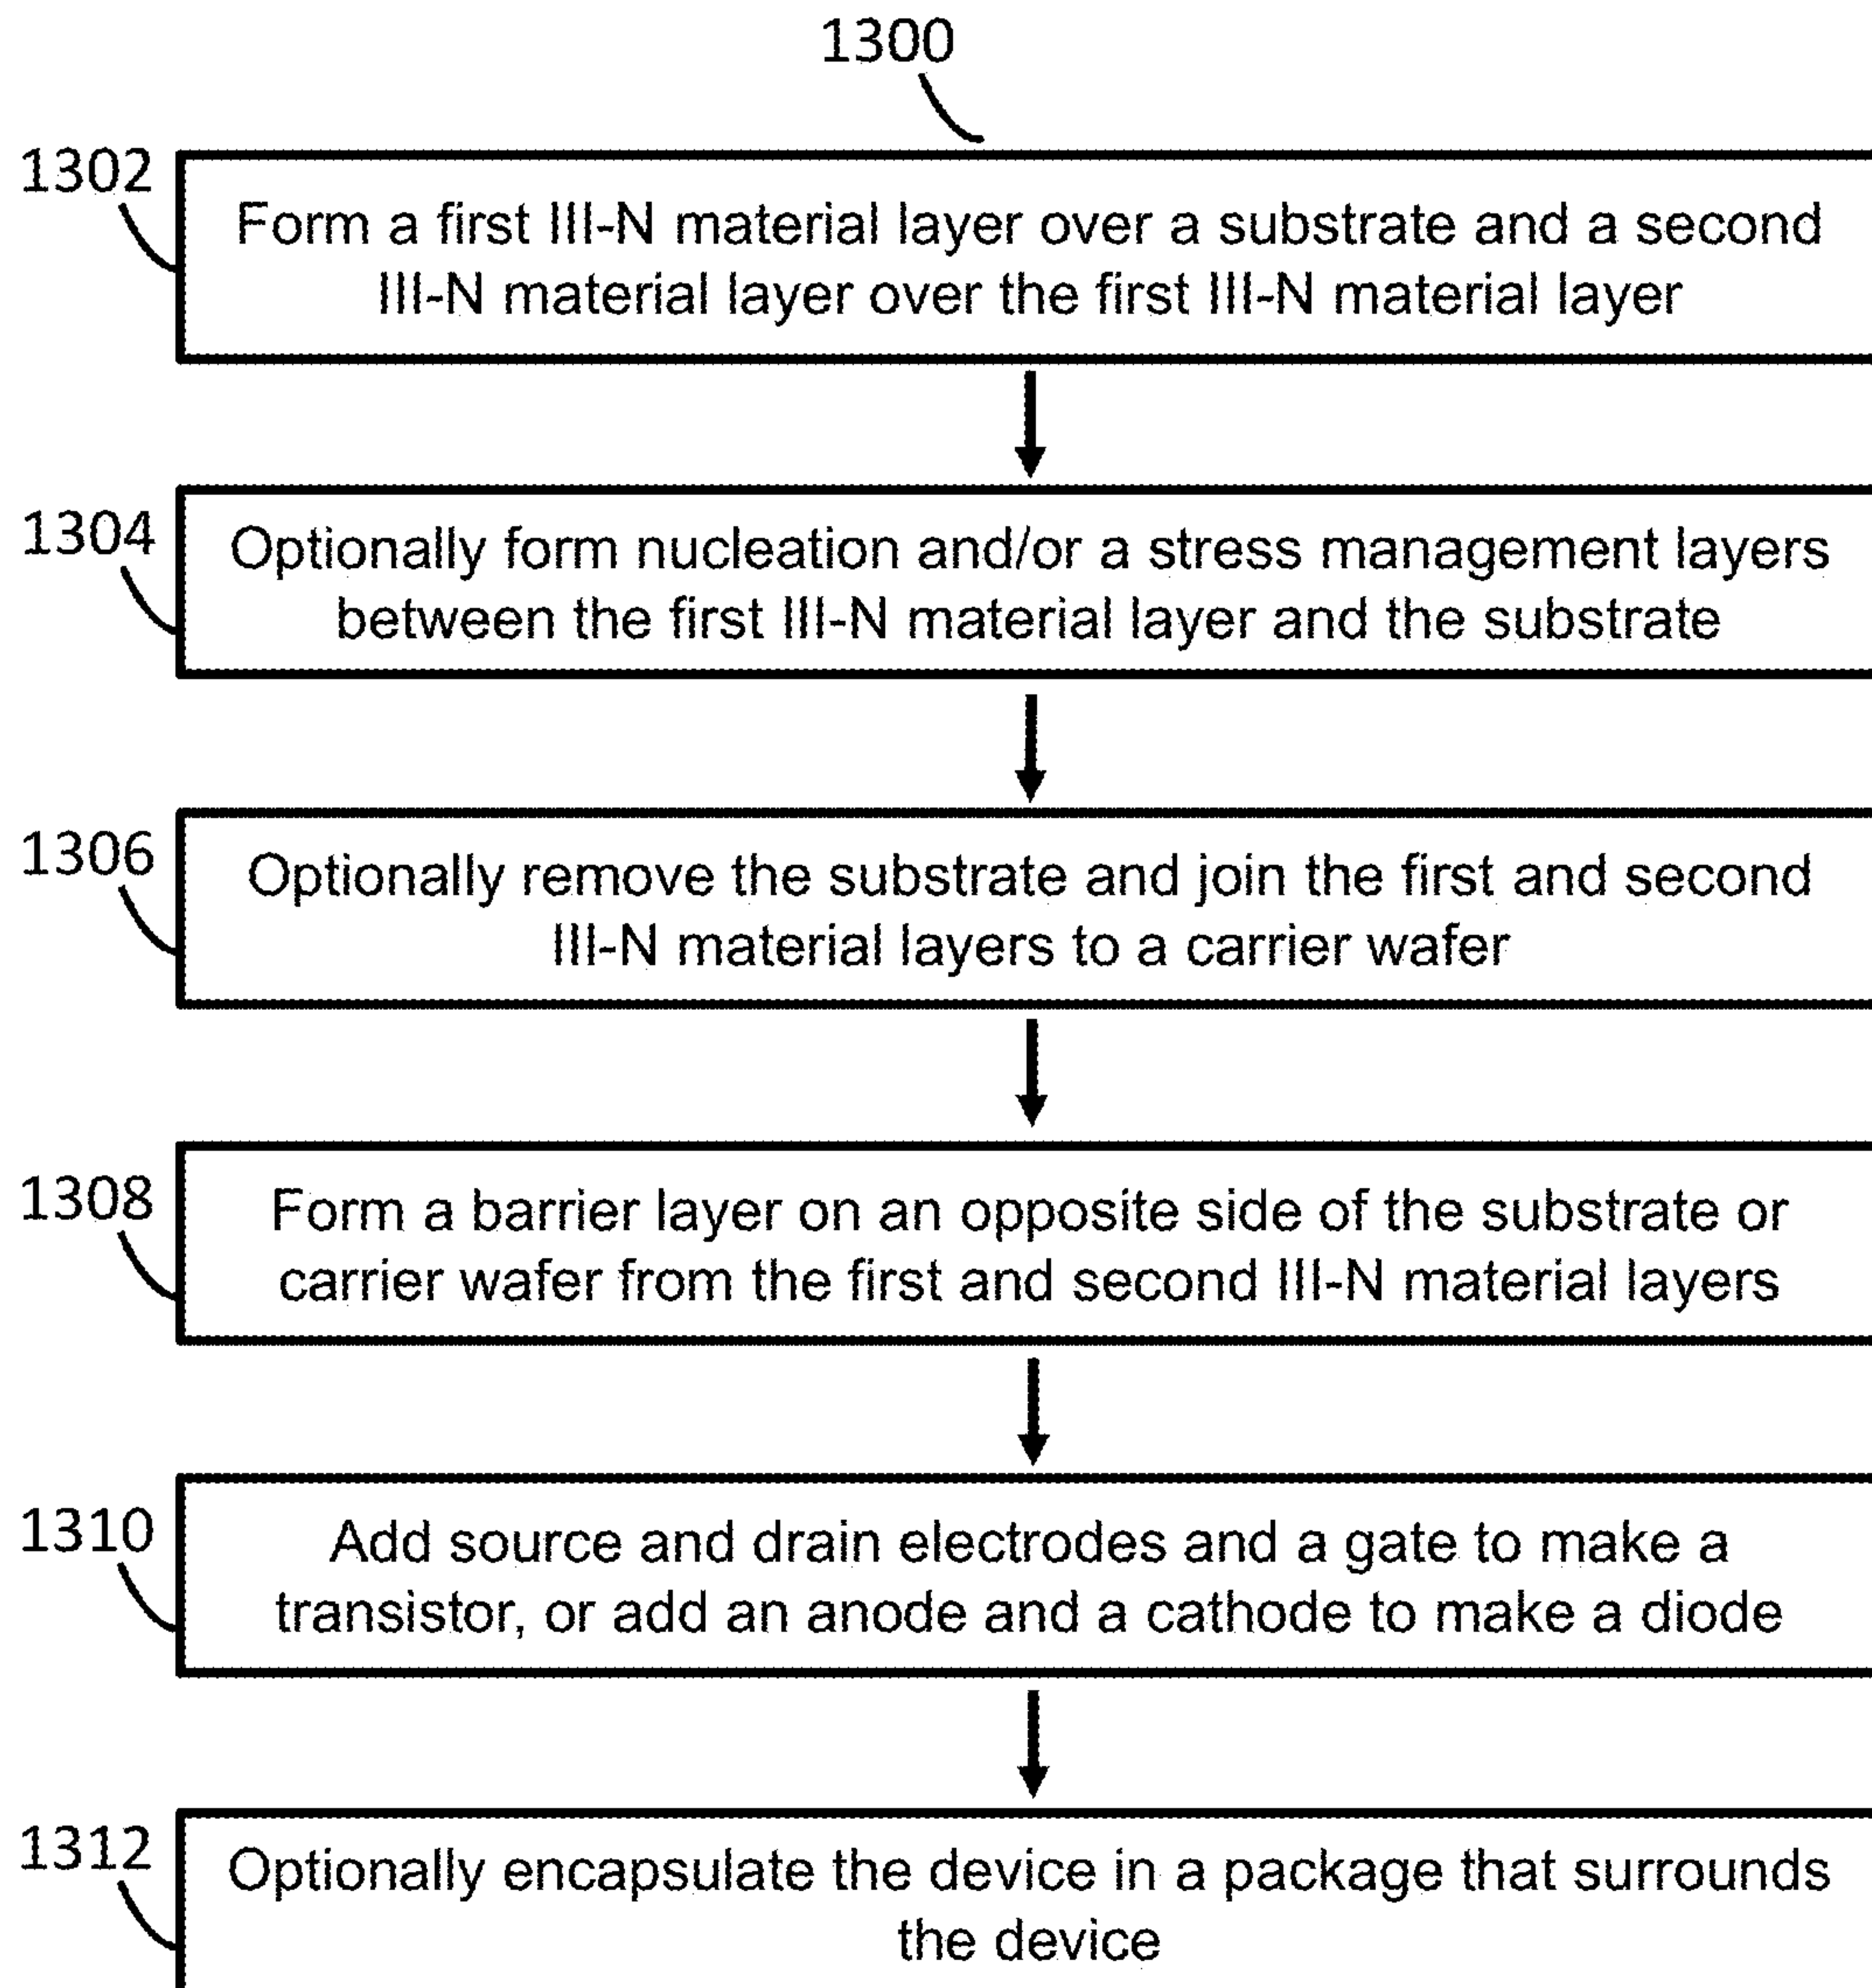 1300
1302
Form a first III-N material layer over a substrate and a second
III-N material layer over the first III-N material layer
1304
Optionally form nucleation and/or a stress management layers
between the first III-N material layer and the substrate
1306
Optionally remove the substrate and join the first and second
III-N material layers to a carrier wafer
1308
Form a barrier layer on an opposite side of the substrate or
carrier wafer from the first and second III-N material layers
1310
Add source and drain electrodes and a gate to make a
transistor, or add an anode and a cathode to make a diode
1312
Optionally encapsulate the device in a package that surrounds
the device